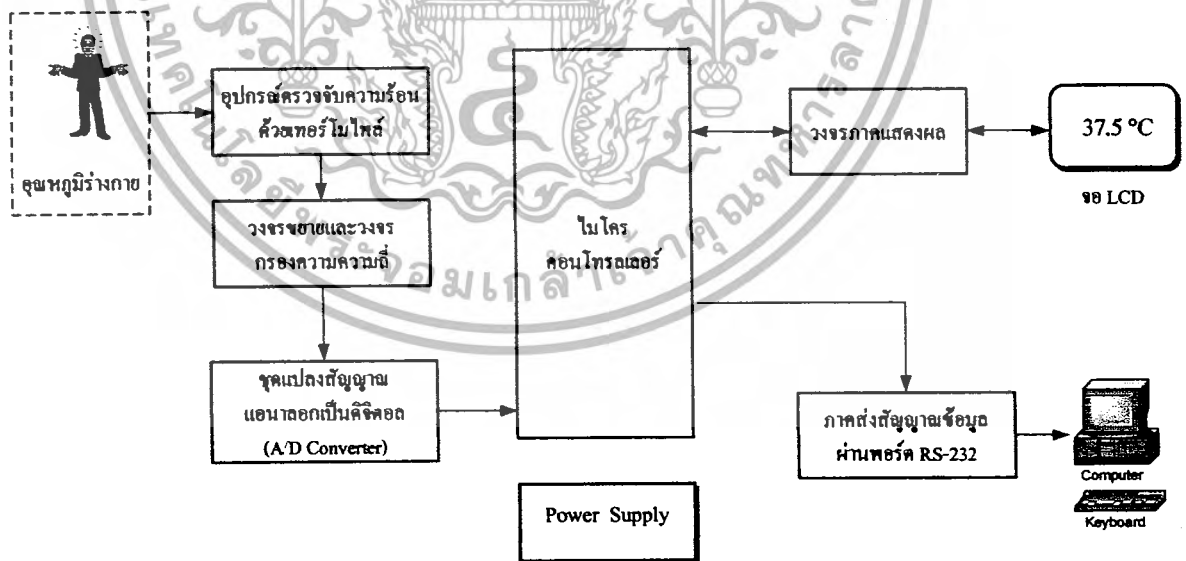 อุณหภูมิร่างกาย
อุปกรณ์ตรวจจับความร้อน
ด้วยเทอร์โมไพล์
วงจรขยายและวงจร
กรองความความถี่
ชุดแปลงสัญญาณ
แอนาลอกเป็นดิจิตอล
(A/D Converter)
ไมโคร
คอนโทรลเลอร์
Power Supply
วงจรภาคแสดงผล
37.5 °C
จอ LCD
ภาคส่งสัญญาณข้อมูล
ผ่านพอร์ต RS-232
Computer
Keyboard